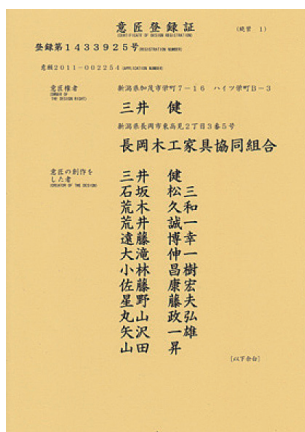 意匠登録証
(CERTIFICATE OF DESIGN REGISTRATION)
(続葉 1)
登録第1433925号(REGISTRATION NUMBER)
意願2011-002254(APPLICATION NUMBER)
意匠権者
(OWNER OF THE DESIGN RIGHT)
新潟県加茂市学町7-16 ハイツ学町B-3
三井 健
新潟県長岡市東高見2丁目3番5号
長岡木工家具協同組合
意匠の創作をした者
(CREATOR OF THE DESIGN)
三井 健
石坂 松三
荒木 久和
荒井 誠一
遠藤 博幸
大滝 伸一
小林 昌樹
佐藤 康宏
星野 藤夫
丸山 政弘
矢沢 一雄
山田 昇
[以下余白]